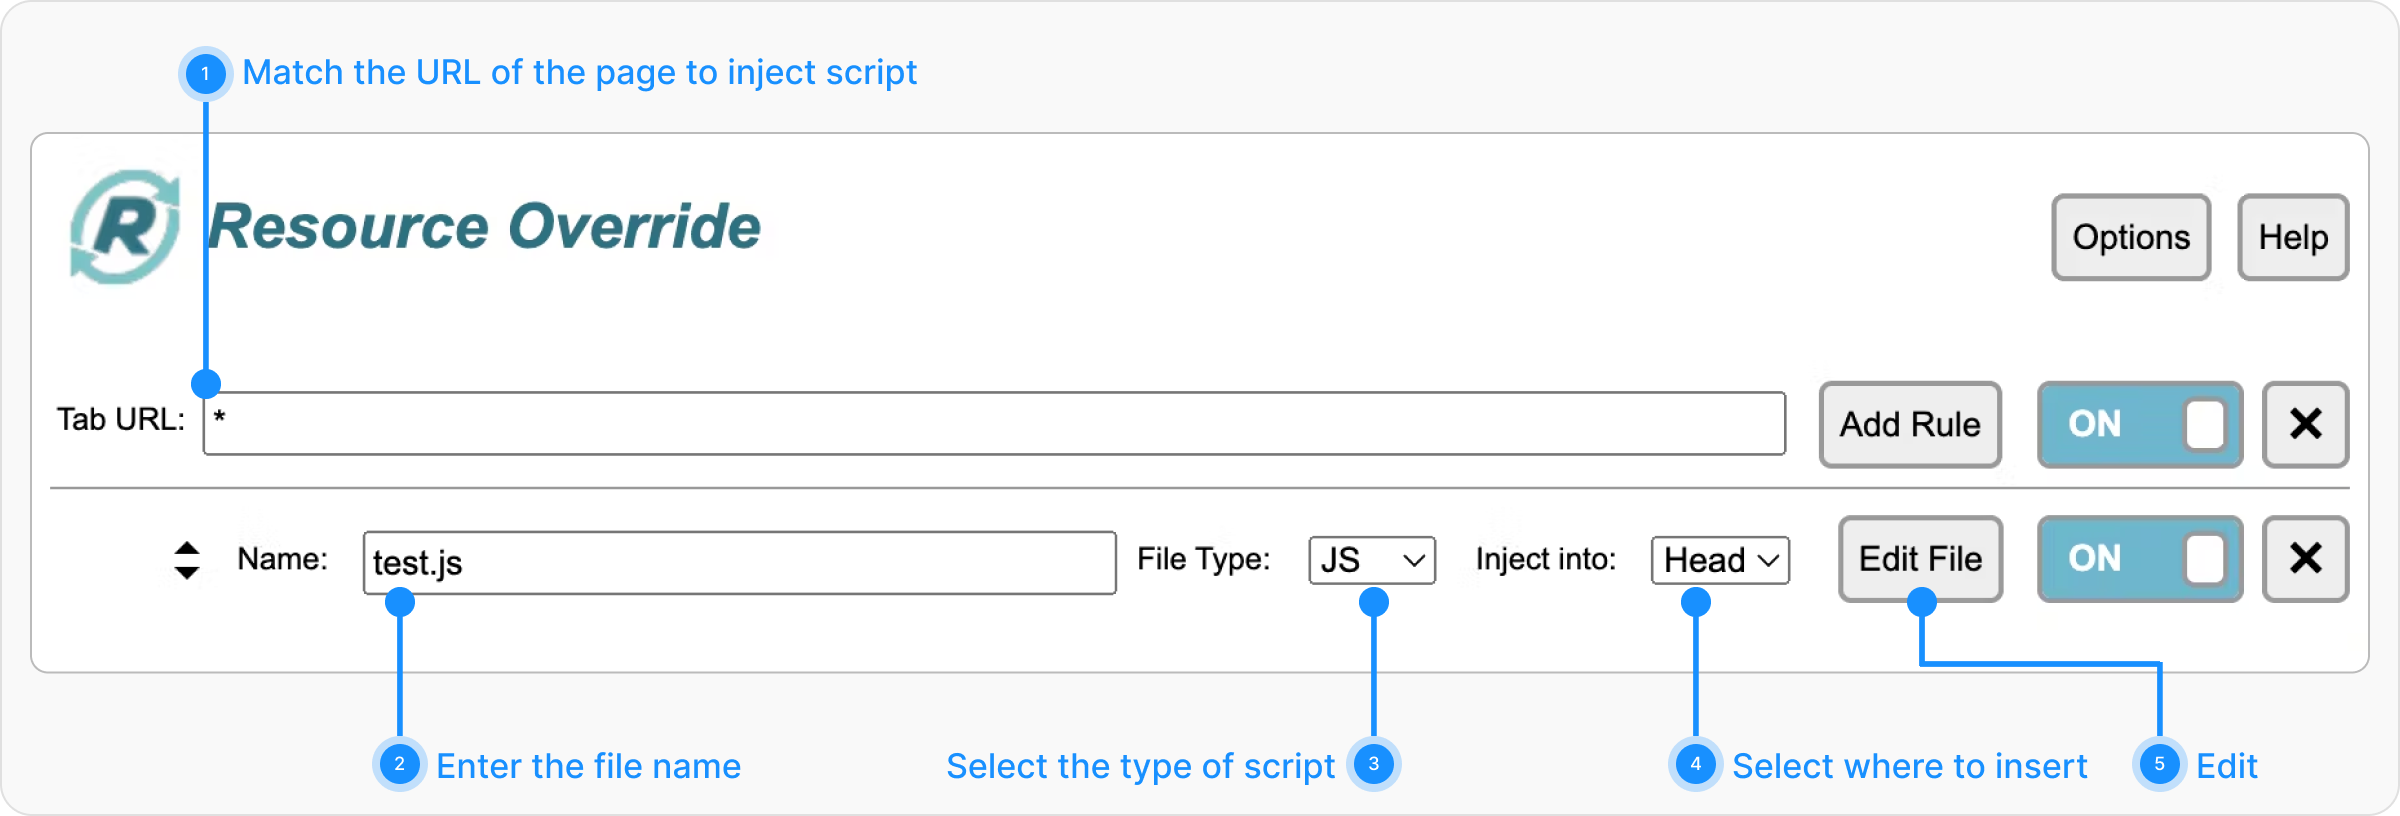 1 Match the URL of the page to inject script
R Resource Override
Options Help
Tab URL: * Add Rule ON ✕
Name: test.js File Type: JS Inject into: Head Edit File ON ✕
2 Enter the file name Select the type of script 3 4 Select where to insert 5 Edit